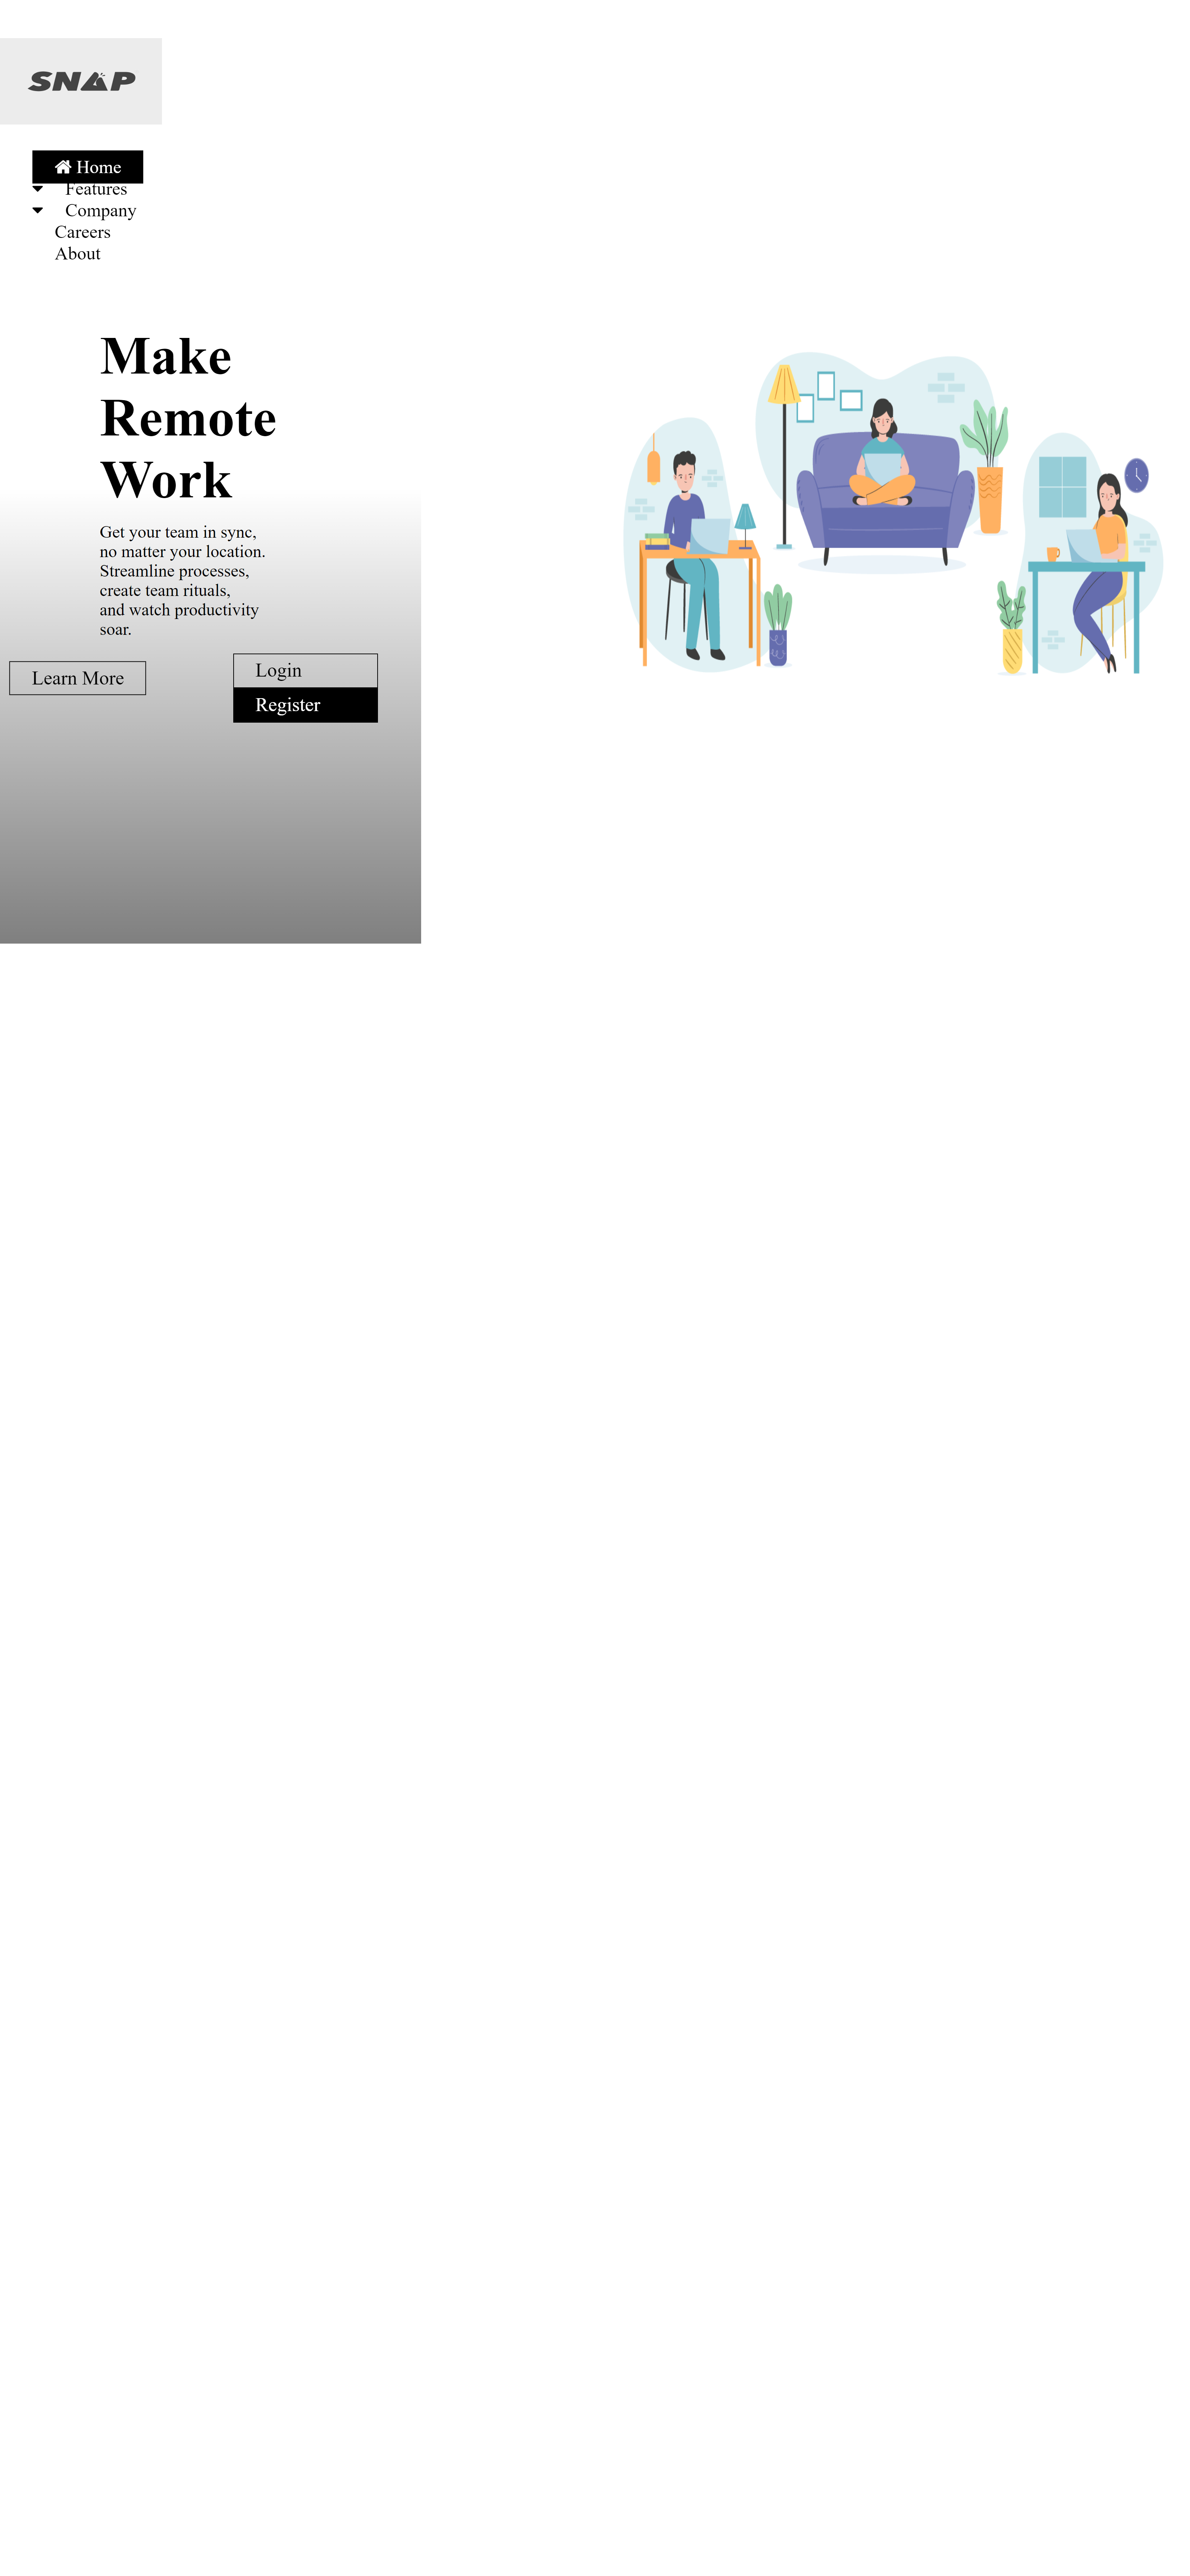 SNAP
Home
Features
Company
Careers
About
Make
Remote
Work
Get your team in sync,
no matter your location.
Streamline processes,
create team rituals,
and watch productivity
soar.
Learn More
Login
Register